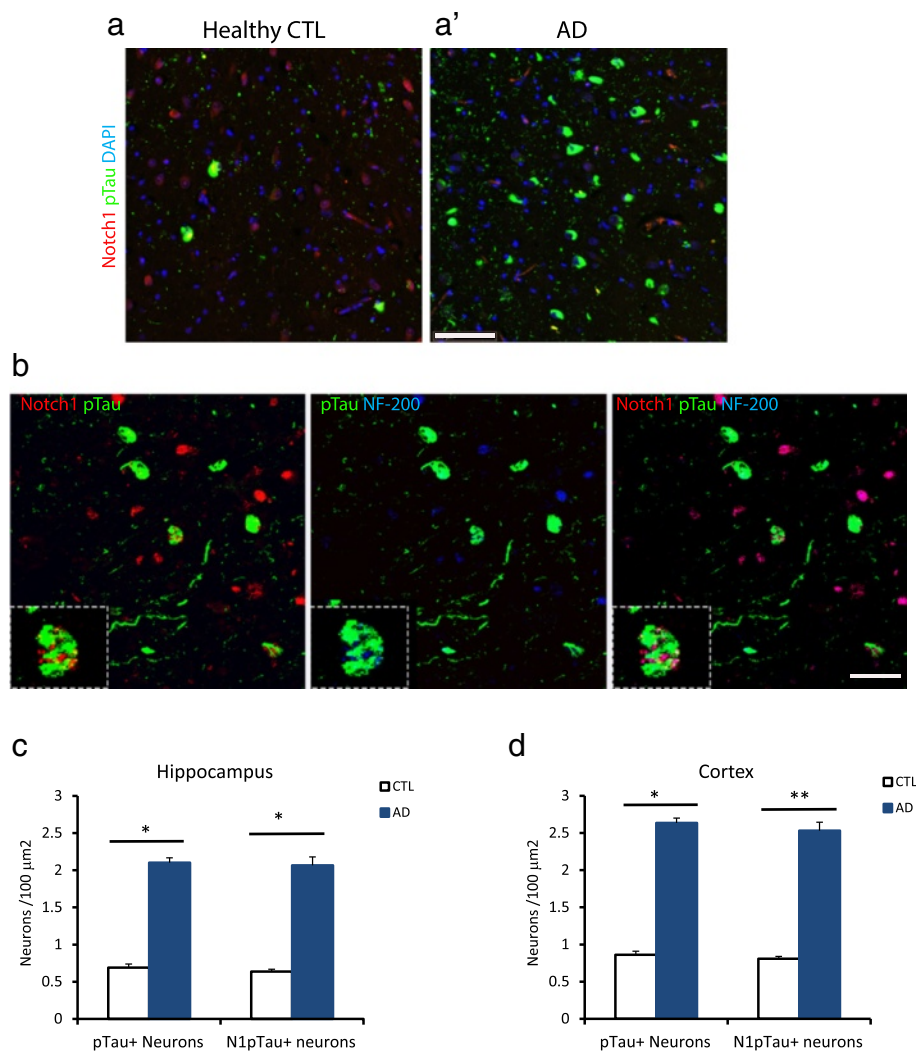 a
Healthy CTL
a'
AD
Notch1 pTau DAPI
b
Notch1 pTau
pTau NF-200
Notch1 pTau NF-200
c
Hippocampus
CTL
AD
3
2.5
2
1.5
1
0.5
0
Neurons /100 μm2
*
*
pTau+ Neurons
N1pTau+ neurons
d
Cortex
CTL
AD
3
2.5
2
1.5
1
0.5
0
Neurons /100 μm2
*
**
pTau+ Neurons
N1pTau+ neurons